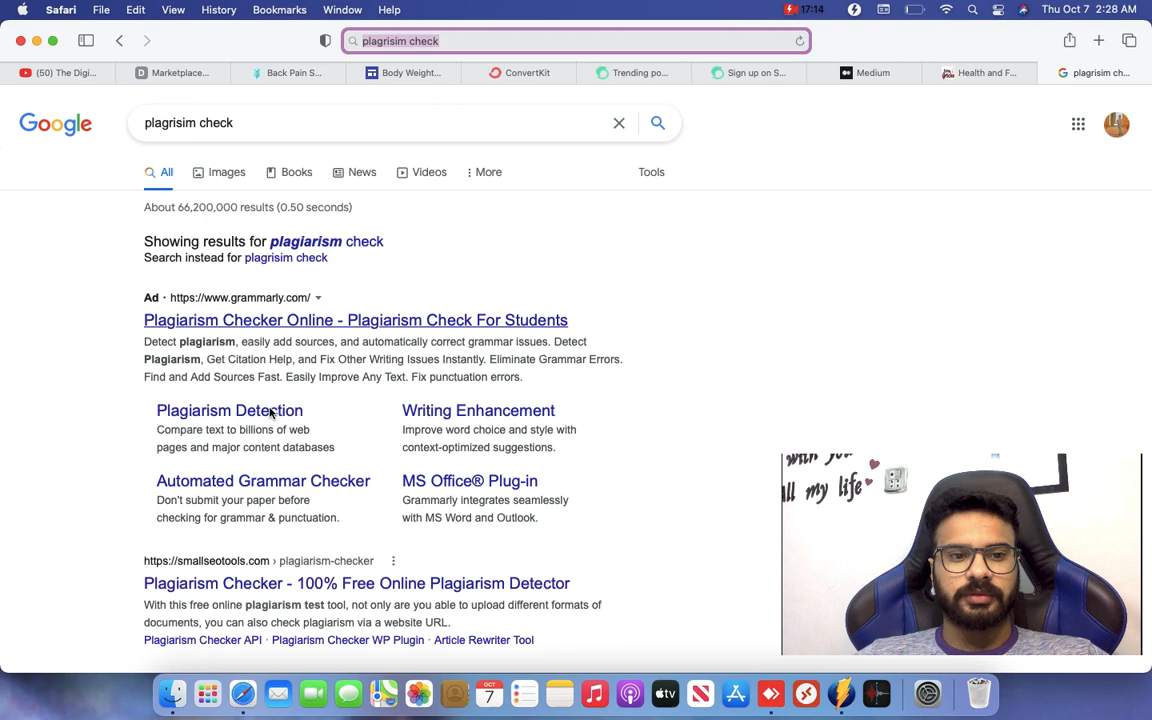 Safari File Edit View History Bookmarks Window Help 17:14 Thu Oct 7 2:28 AM
plagrisim check
(50) The Digi... Marketplace... Back Pain S... Body Weight... ConvertKit Trending po... Sign up on S... Medium Health and F... plagrisim ch...
Google plagrisim check
All Images Books News Videos More Tools
About 66,200,000 results (0.50 seconds)
Showing results for plagiarism check
Search instead for plagrisim check
Ad · https://www.grammarly.com/
Plagiarism Checker Online - Plagiarism Check For Students
Detect plagiarism, easily add sources, and automatically correct grammar issues. Detect
Plagiarism, Get Citation Help, and Fix Other Writing Issues Instantly. Eliminate Grammar Errors.
Find and Add Sources Fast. Easily Improve Any Text. Fix punctuation errors.
Plagiarism Detection
Compare text to billions of web
pages and major content databases
Writing Enhancement
Improve word choice and style with
context-optimized suggestions.
Automated Grammar Checker
Don't submit your paper before
checking for grammar & punctuation.
MS Office® Plug-in
Grammarly integrates seamlessly
with MS Word and Outlook.
https://smallseotools.com › plagiarism-checker
Plagiarism Checker - 100% Free Online Plagiarism Detector
With this free online plagiarism test tool, not only are you able to upload different formats of
documents, you can also check plagiarism via a website URL.
Plagiarism Checker API · Plagiarism Checker WP Plugin · Article Rewriter Tool
with you
all my life
OCT
7
tv